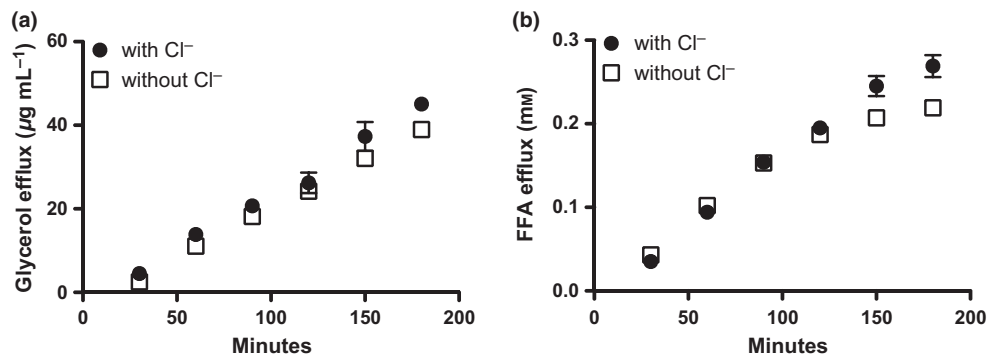 (a)
60
40
20
0
Glycerol efflux (µg mL⁻¹)
with Cl⁻
without Cl⁻
0 50 100 150 200
Minutes
(b)
0.3
0.2
0.1
0.0
FFA efflux (mM)
with Cl⁻
without Cl⁻
0 50 100 150 200
Minutes